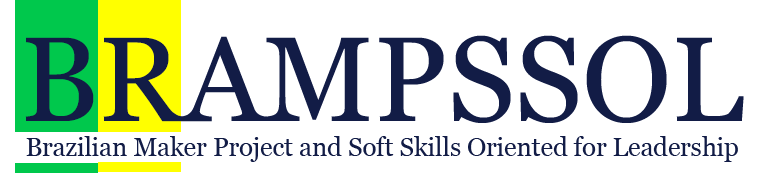 BRAMPSSOL
Brazilian Maker Project and Soft Skills Oriented for Leadership